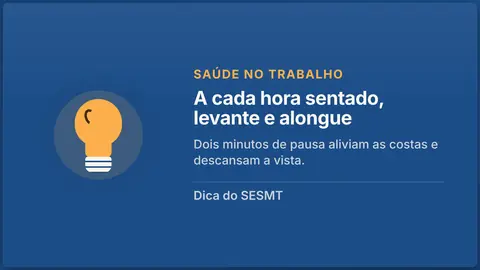 SAÚDE NO TRABALHO
A cada hora sentado,
levante e alongue
Dois minutos de pausa aliviam as costas e
descansam a vista.
Dica do SESMT